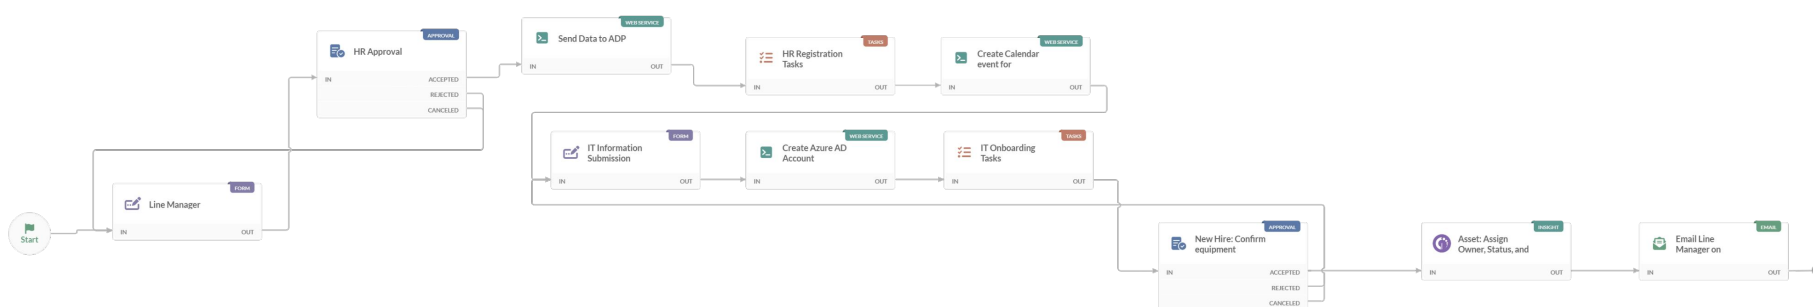 Start
FORM
Line Manager
IN
OUT
APPROVAL
HR Approval
IN
ACCEPTED
REJECTED
CANCELED
WEB SERVICE
Send Data to ADP
IN
OUT
TASKS
HR Registration
Tasks
IN
OUT
WEB SERVICE
Create Calendar
event for
IN
OUT
FORM
IT Information
Submission
IN
OUT
WEB SERVICE
Create Azure AD
Account
IN
OUT
TASKS
IT Onboarding
Tasks
IN
OUT
APPROVAL
New Hire: Confirm
equipment
IN
ACCEPTED
REJECTED
CANCELED
INSIGHT
Asset: Assign
Owner, Status, and
IN
OUT
EMAIL
Email Line
Manager on
IN
OUT